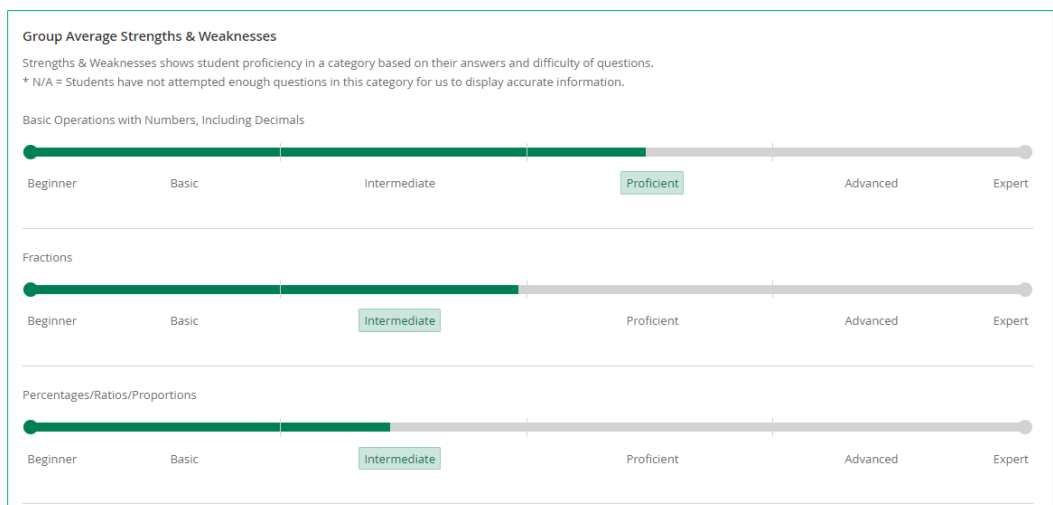 Group Average Strengths & Weaknesses
Strengths & Weaknesses shows student proficiency in a category based on their answers and difficulty of questions.
* N/A = Students have not attempted enough questions in this category for us to display accurate information.
Basic Operations with Numbers, Including Decimals
Beginner Basic Intermediate Proficient Advanced Expert
Fractions
Beginner Basic Intermediate Proficient Advanced Expert
Percentages/Ratios/Proportions
Beginner Basic Intermediate Proficient Advanced Expert